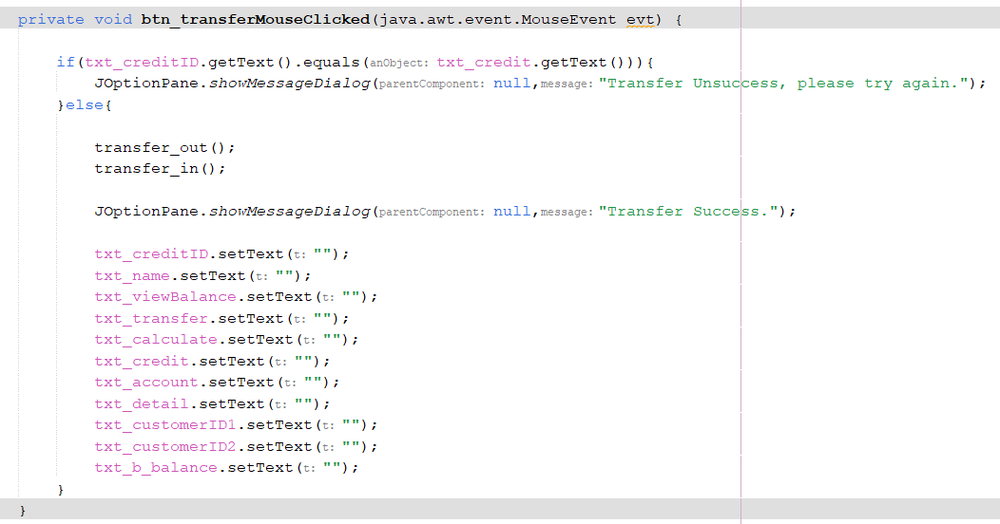 private void btn_transferMouseClicked(java.awt.event.MouseEvent evt) {
if(txt_creditID.getText().equals(anObject: txt_credit.getText())){
JOptionPane.showMessageDialog(parentComponent: null,message: "Transfer Unsuccess, please try again.");
}else{
transfer_out();
transfer_in();
JOptionPane.showMessageDialog(parentComponent: null,message: "Transfer Success.");
txt_creditID.setText(t: "");
txt_name.setText(t: "");
txt_viewBalance.setText(t: "");
txt_transfer.setText(t: "");
txt_calculate.setText(t: "");
txt_credit.setText(t: "");
txt_account.setText(t: "");
txt_detail.setText(t: "");
txt_customerID1.setText(t: "");
txt_customerID2.setText(t: "");
txt_b_balance.setText(t: "");
}
}